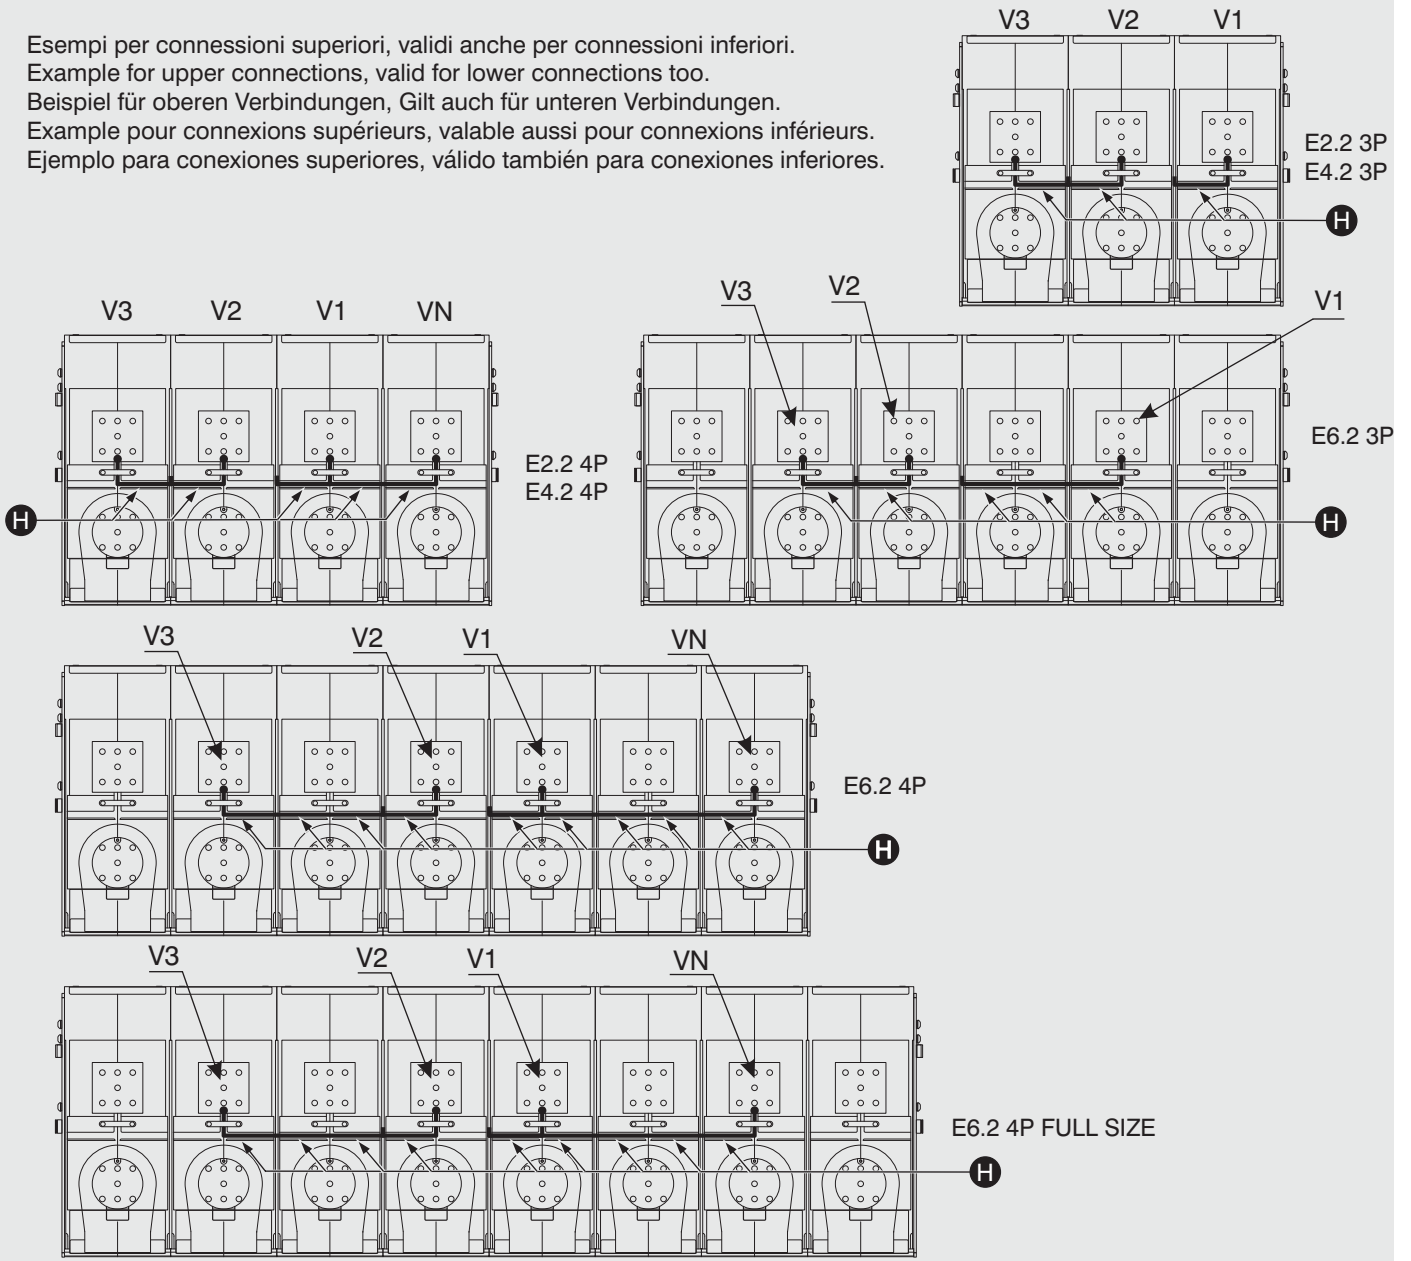 Esempi per connessioni superiori, validi anche per connessioni inferiori.
Example for upper connections, valid for lower connections too.
Beispiel für oberen Verbindungen, Gilt auch für unteren Verbindungen.
Example pour connexions supérieurs, valable aussi pour connexions inférieurs.
Ejemplo para conexiones superiores, válido también para conexiones inferiores.
V3 V2 V1
E2.2 3P
E4.2 3P
H
V3 V2 V1 VN
E2.2 4P
E4.2 4P
H
V3 V2 V1
E6.2 3P
H
V3 V2 V1 VN
E6.2 4P
H
V3 V2 V1 VN
E6.2 4P FULL SIZE
H